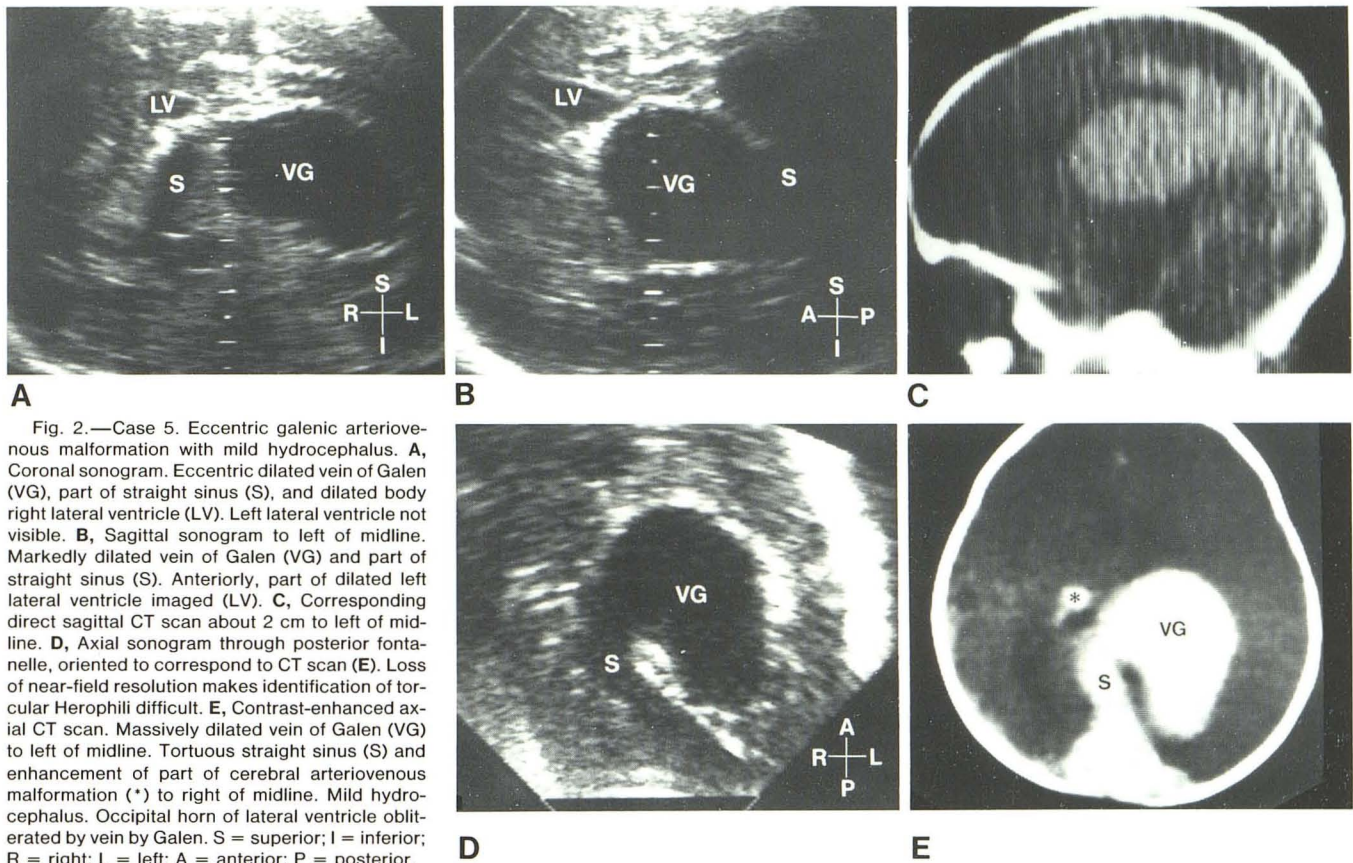 LV
S
VG
S
R L
I
A
LV
VG
S
S
A P
I
B
C
Fig. 2.—Case 5. Eccentric galenic arteriove-
nous malformation with mild hydrocephalus. A,
Coronal sonogram. Eccentric dilated vein of Galen
(VG), part of straight sinus (S), and dilated body
right lateral ventricle (LV). Left lateral ventricle not
visible. B, Sagittal sonogram to left of midline.
Markedly dilated vein of Galen (VG) and part of
straight sinus (S). Anteriorly, part of dilated left
lateral ventricle imaged (LV). C, Corresponding
direct sagittal CT scan about 2 cm to left of mid-
line. D, Axial sonogram through posterior fonta-
nelle, oriented to correspond to CT scan (E). Loss
of near-field resolution makes identification of tor-
cular Herophili difficult. E, Contrast-enhanced ax-
ial CT scan. Massively dilated vein of Galen (VG)
to left of midline. Tortuous straight sinus (S) and
enhancement of part of cerebral arteriovenous
malformation (*) to right of midline. Mild hydro-
cephalus. Occipital horn of lateral ventricle oblit-
erated by vein by Galen. S = superior; I = inferior;
R = right; L = left; A = anterior; P = posterior
VG
S
A
R L
P
D
*
VG
S
E